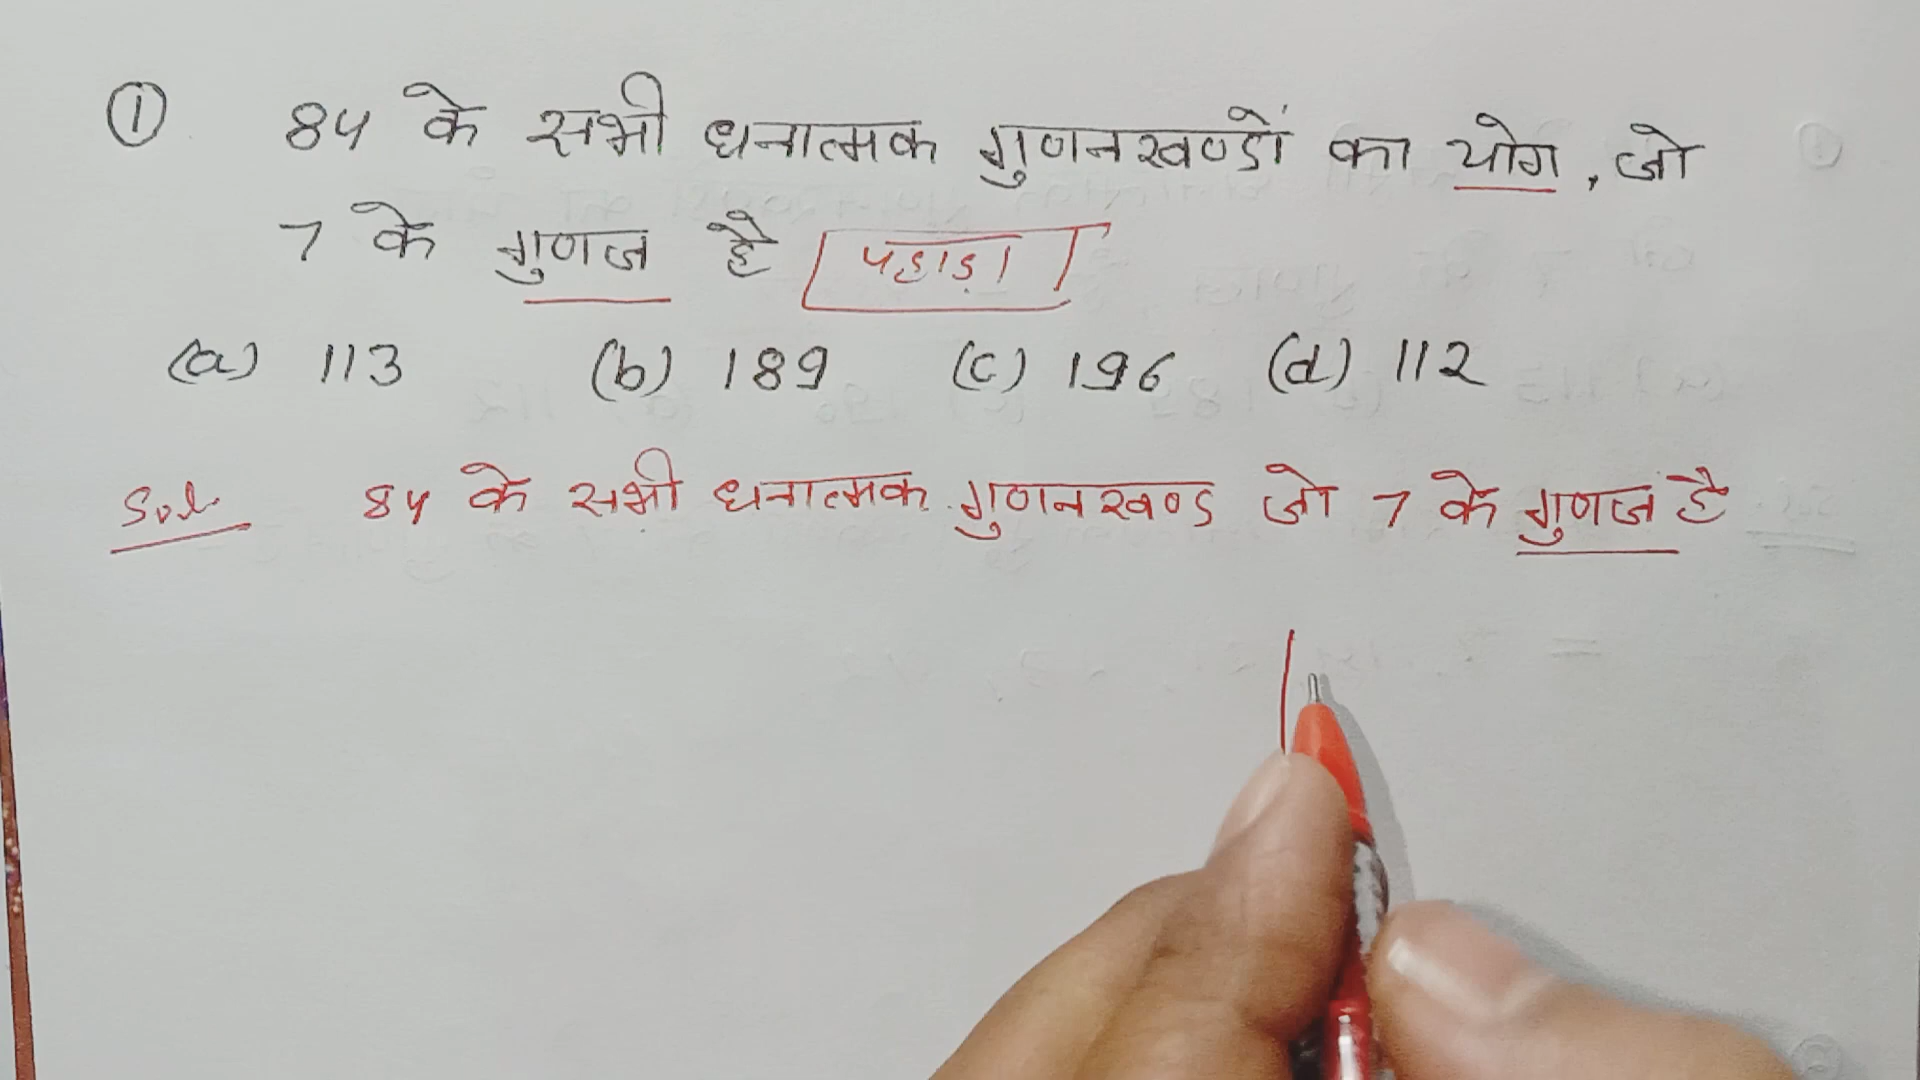 ① 84 के सभी धनात्मक गुणनखण्डों का योग, जो
7 के गुणज है पहाड़ा
(a) 113 (b) 189 (c) 196 (d) 112
Sol. 84 के सभी धनात्मक गुणनखण्ड जो 7 के गुणज है